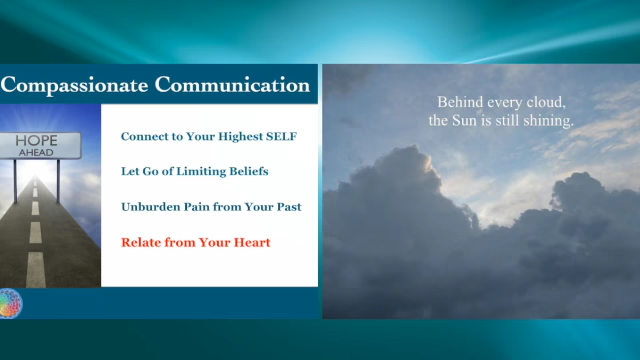 Compassionate Communication
HOPE
AHEAD
Connect to Your Highest SELF
Let Go of Limiting Beliefs
Unburden Pain from Your Past
Relate from Your Heart
Behind every cloud,
the Sun is still shining.